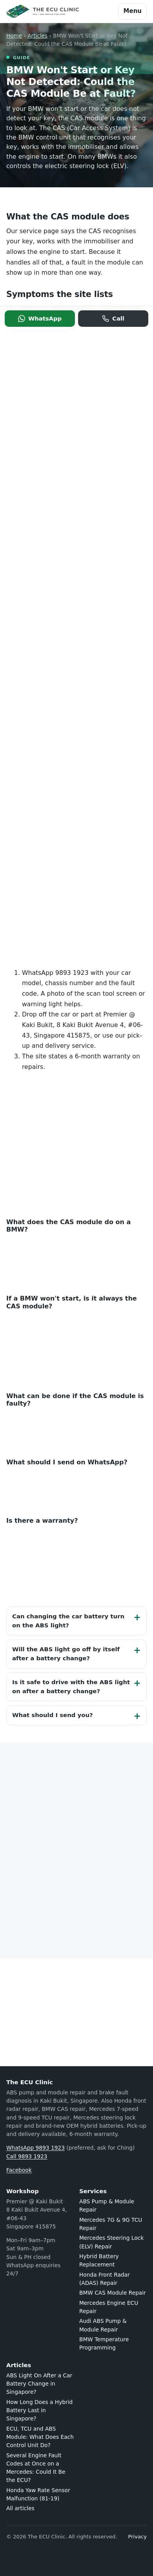 THE ECU CLINIC
Menu
Home › Articles › BMW Won't Start or Key Not
Detected: Could the CAS Module Be at Fault?
GUIDE
BMW Won't Start or Key
Not Detected: Could the
CAS Module Be at Fault?
If your BMW won't start or the car does not
detect your key, the CAS module is one thing
to look at. The CAS (Car Access System) is
the BMW control unit that recognises your
key, works with the immobiliser and allows
the engine to start. On many BMWs it also
controls the electric steering lock (ELV).
What the CAS module does
Our service page says the CAS recognises
your key, works with the immobiliser and
allows the engine to start. Because it
handles all of that, a fault in the module can
show up in more than one way.
Symptoms the site lists
WhatsApp
Call
1. WhatsApp 9893 1923 with your car
model, chassis number and the fault
code. A photo of the scan tool screen or
warning light helps.
2. Drop off the car or part at Premier @
Kaki Bukit, 8 Kaki Bukit Avenue 4, #06-
43, Singapore 415875, or use our pick-
up and delivery service.
3. The site states a 6-month warranty on
repairs.
What does the CAS module do on a
BMW?
If a BMW won't start, is it always the
CAS module?
What can be done if the CAS module is
faulty?
What should I send on WhatsApp?
Is there a warranty?
Can changing the car battery turn
on the ABS light?
Will the ABS light go off by itself
after a battery change?
Is it safe to drive with the ABS light
on after a battery change?
What should I send you?
The ECU Clinic
ABS pump and module repair and brake fault
diagnosis in Kaki Bukit, Singapore. Also Honda front
radar repair, BMW CAS repair, Mercedes 7-speed
and 9-speed TCU repair, Mercedes steering lock
repair and brand-new OEM hybrid batteries. Pick-up
and delivery available, 6-month warranty.
WhatsApp 9893 1923 (preferred, ask for Ching)
Call 9893 1923
Facebook
Workshop
Premier @ Kaki Bukit
8 Kaki Bukit Avenue 4,
#06-43
Singapore 415875
Mon–Fri 9am–7pm
Sat 9am–3pm
Sun & PH closed
WhatsApp enquiries
24/7
Services
ABS Pump & Module
Repair
Mercedes 7G & 9G TCU
Repair
Mercedes Steering Lock
(ELV) Repair
Hybrid Battery
Replacement
Honda Front Radar
(ADAS) Repair
BMW CAS Module Repair
Mercedes Engine ECU
Repair
Audi ABS Pump &
Module Repair
BMW Temperature
Programming
Articles
ABS Light On After a Car
Battery Change in
Singapore?
How Long Does a Hybrid
Battery Last in
Singapore?
ECU, TCU and ABS
Module: What Does Each
Control Unit Do?
Several Engine Fault
Codes at Once on a
Mercedes: Could It Be
the ECU?
Honda Yaw Rate Sensor
Malfunction (81-19)
All articles
© 2026 The ECU Clinic. All rights reserved.
Privacy